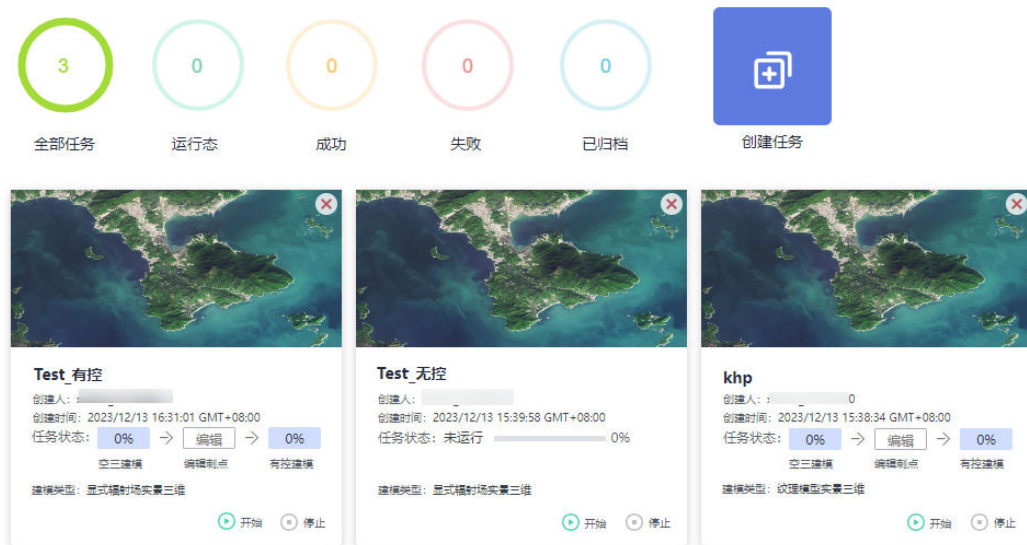 3
0
0
0
0
全部任务
运行态
成功
失败
已归档
创建任务
Test_有控
创建人：
创建时间：2023/12/13 16:31:01 GMT+08:00
任务状态： 0% → 编辑 → 0%
空三建模 编辑刺点 有控建模
建模类型：显式辐射场实景三维
开始 停止
Test_无控
创建人：
创建时间：2023/12/13 15:39:58 GMT+08:00
任务状态：未运行 0%
建模类型：显式辐射场实景三维
开始 停止
khp
创建人： 0
创建时间：2023/12/13 15:38:34 GMT+08:00
任务状态： 0% → 编辑 → 0%
空三建模 编辑刺点 有控建模
建模类型：纹理模型实景三维
开始 停止